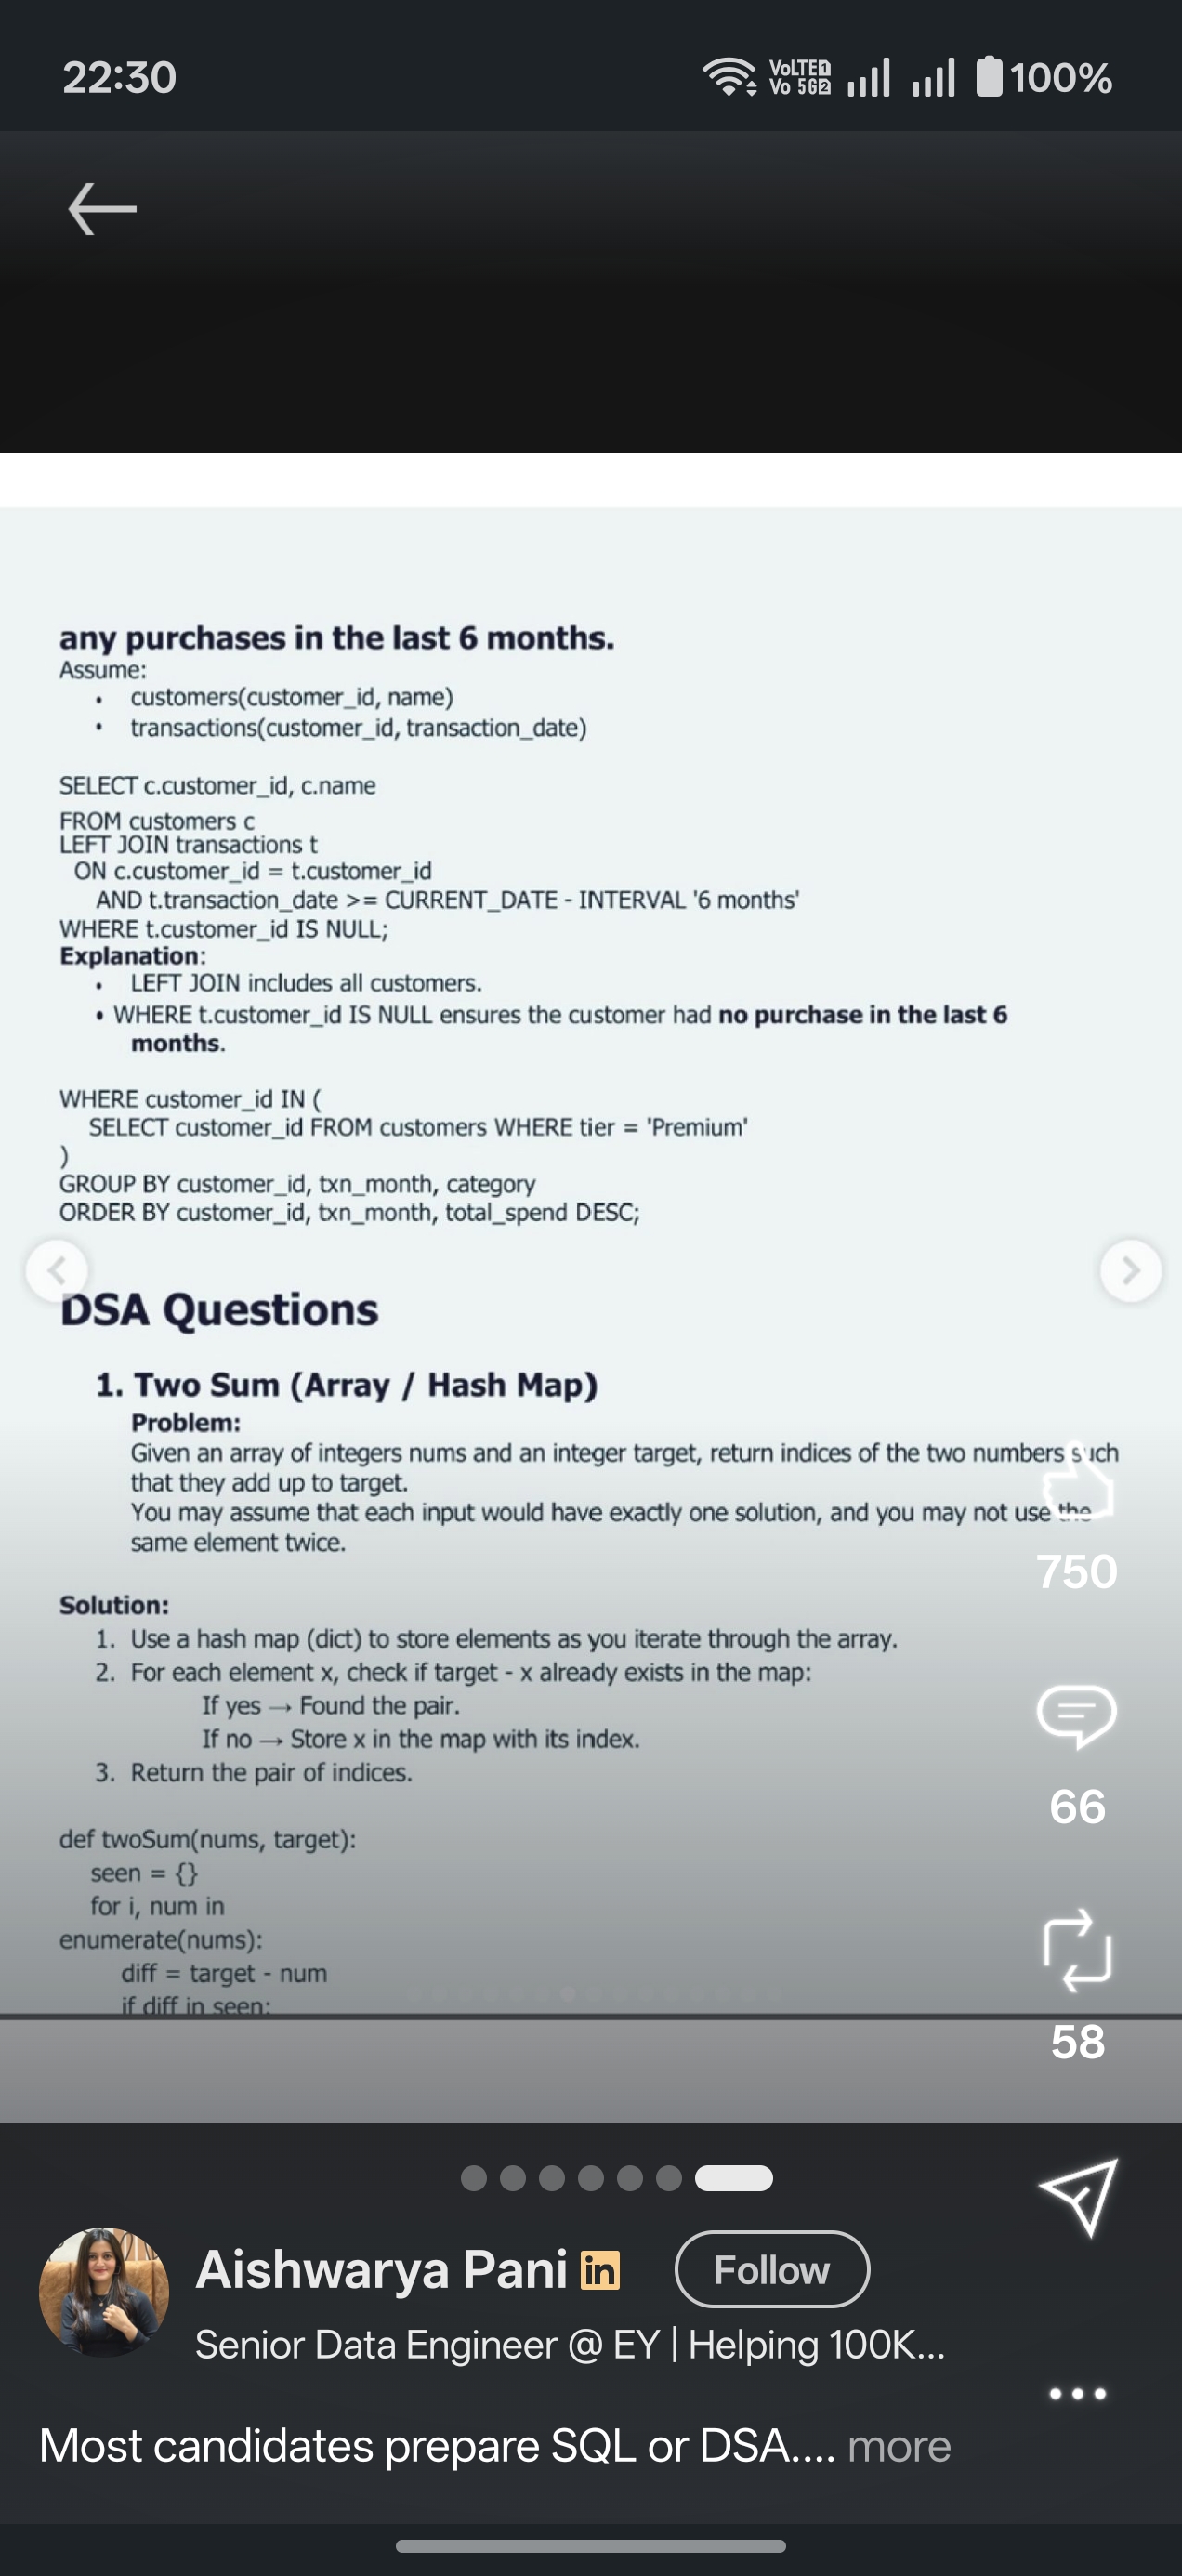 22:30
VoLTE1
Vo 5G2
100%
any purchases in the last 6 months.
Assume:
• customers(customer_id, name)
• transactions(customer_id, transaction_date)
SELECT c.customer_id, c.name
FROM customers c
LEFT JOIN transactions t
ON c.customer_id = t.customer_id
AND t.transaction_date >= CURRENT_DATE - INTERVAL '6 months'
WHERE t.customer_id IS NULL;
Explanation:
• LEFT JOIN includes all customers.
• WHERE t.customer_id IS NULL ensures the customer had no purchase in the last 6
months.
WHERE customer_id IN (
SELECT customer_id FROM customers WHERE tier = 'Premium'
)
GROUP BY customer_id, txn_month, category
ORDER BY customer_id, txn_month, total_spend DESC;
DSA Questions
1. Two Sum (Array / Hash Map)
Problem:
Given an array of integers nums and an integer target, return indices of the two numbers such
that they add up to target.
You may assume that each input would have exactly one solution, and you may not use the
same element twice.
750
Solution:
1. Use a hash map (dict) to store elements as you iterate through the array.
2. For each element x, check if target - x already exists in the map:
If yes → Found the pair.
If no → Store x in the map with its index.
3. Return the pair of indices.
66
def twoSum(nums, target):
seen = {}
for i, num in
enumerate(nums):
diff = target - num
if diff in seen:
58
Aishwarya Pani in
Follow
Senior Data Engineer @ EY | Helping 100K...
Most candidates prepare SQL or DSA.... more